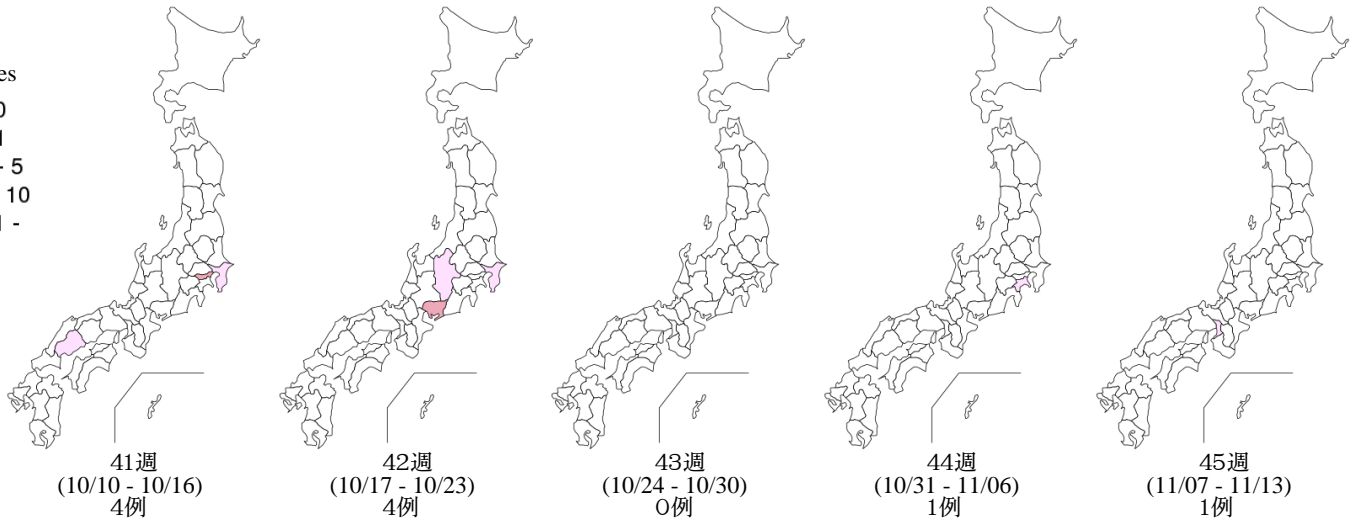 es
0
1
- 5
10
1 -
41週
(10/10 - 10/16)
4例
42週
(10/17 - 10/23)
4例
43週
(10/24 - 10/30)
0例
44週
(10/31 - 11/06)
1例
45週
(11/07 - 11/13)
1例